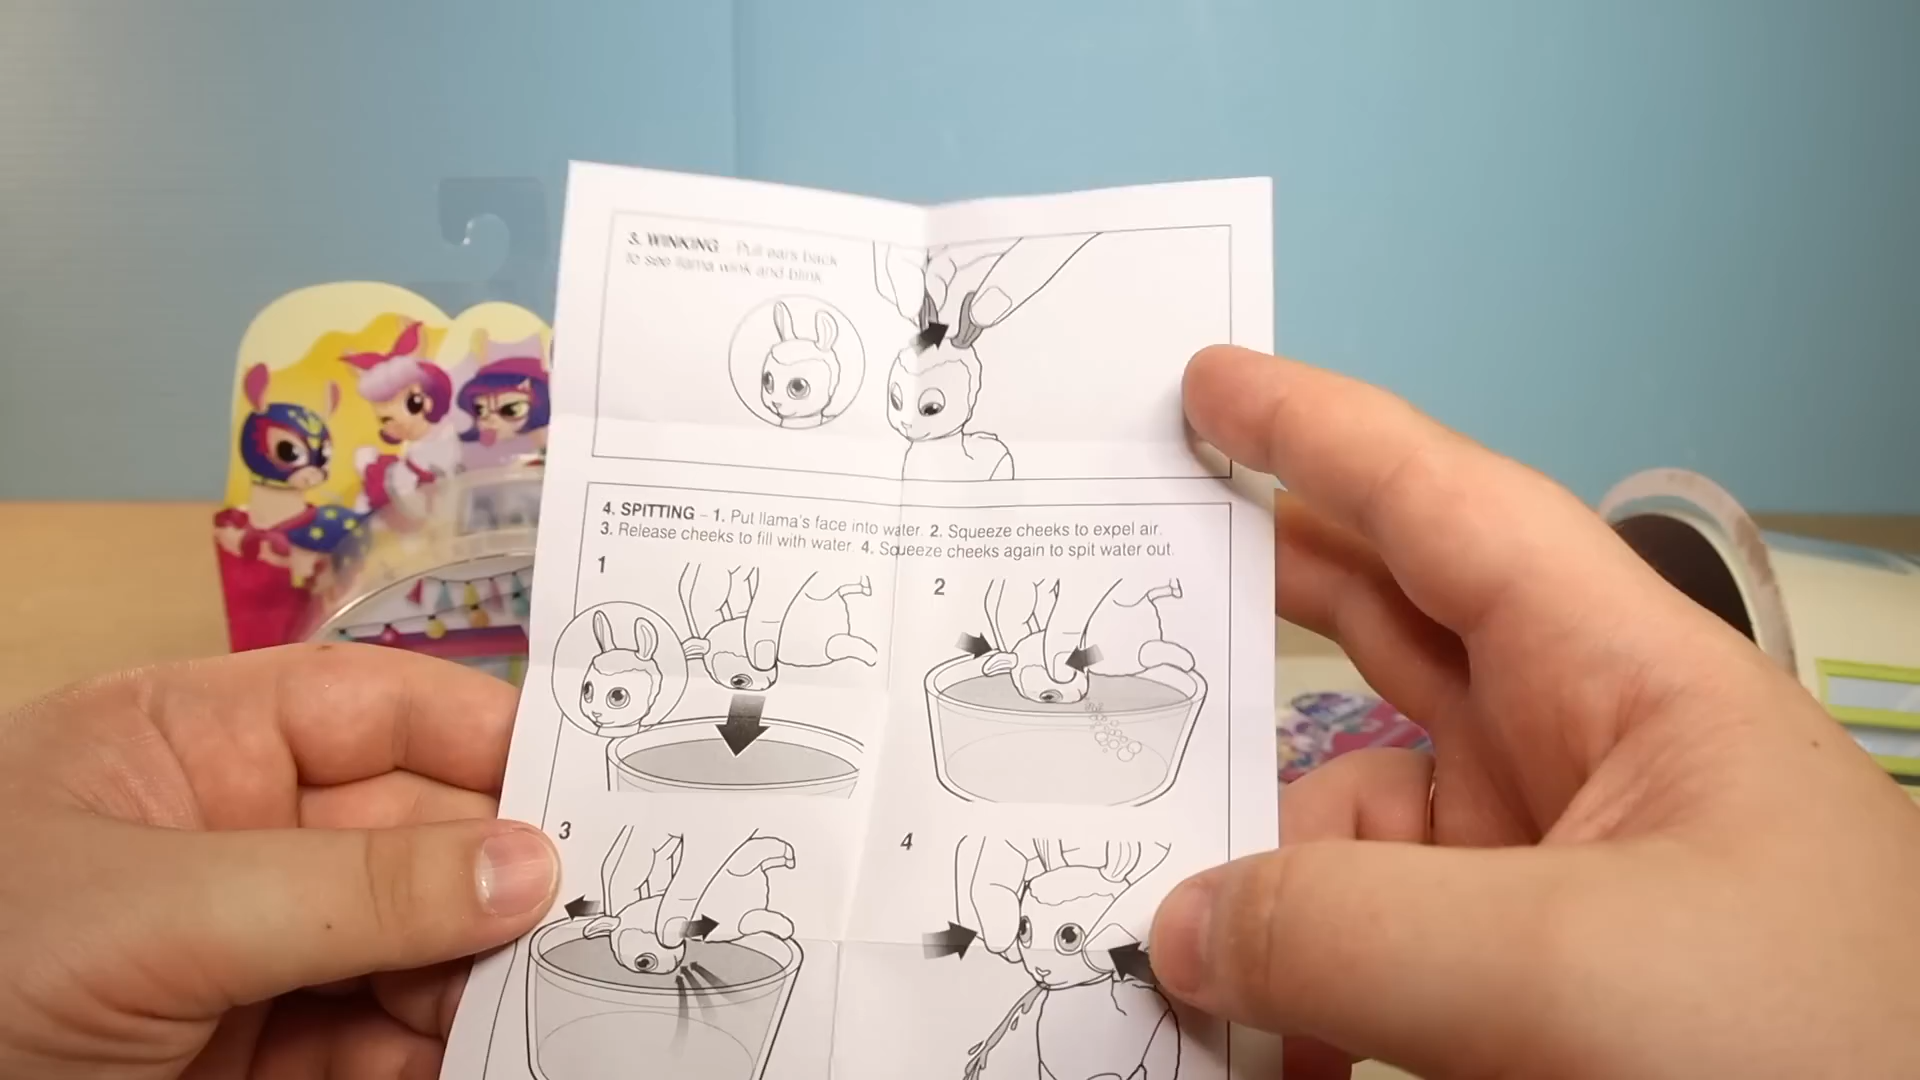 3. WINKING – Pull ears back
to see llama wink and blink.
4. SPITTING – 1. Put llama's face into water. 2. Squeeze cheeks to expel air.
3. Release cheeks to fill with water. 4. Squeeze cheeks again to spit water out.
1
2
3
4